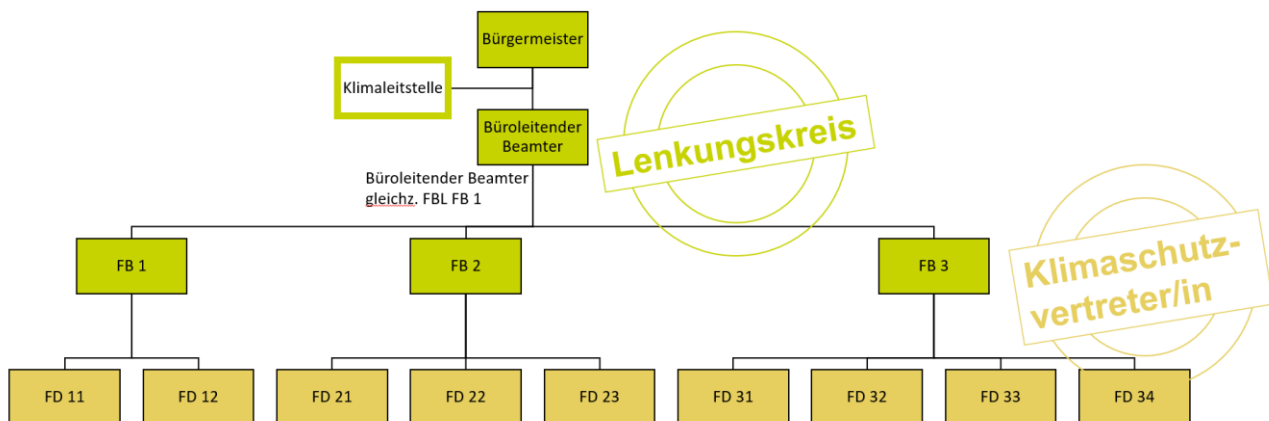 Bürgermeister
Klimaleitstelle
Büroleitender
Beamter
Lenkungskreis
Büroleitender Beamter
gleichz. FBL FB 1
FB 1
FB 2
FB 3
Klimaschutz-
vertreter/in
FD 11
FD 12
FD 21
FD 22
FD 23
FD 31
FD 32
FD 33
FD 34